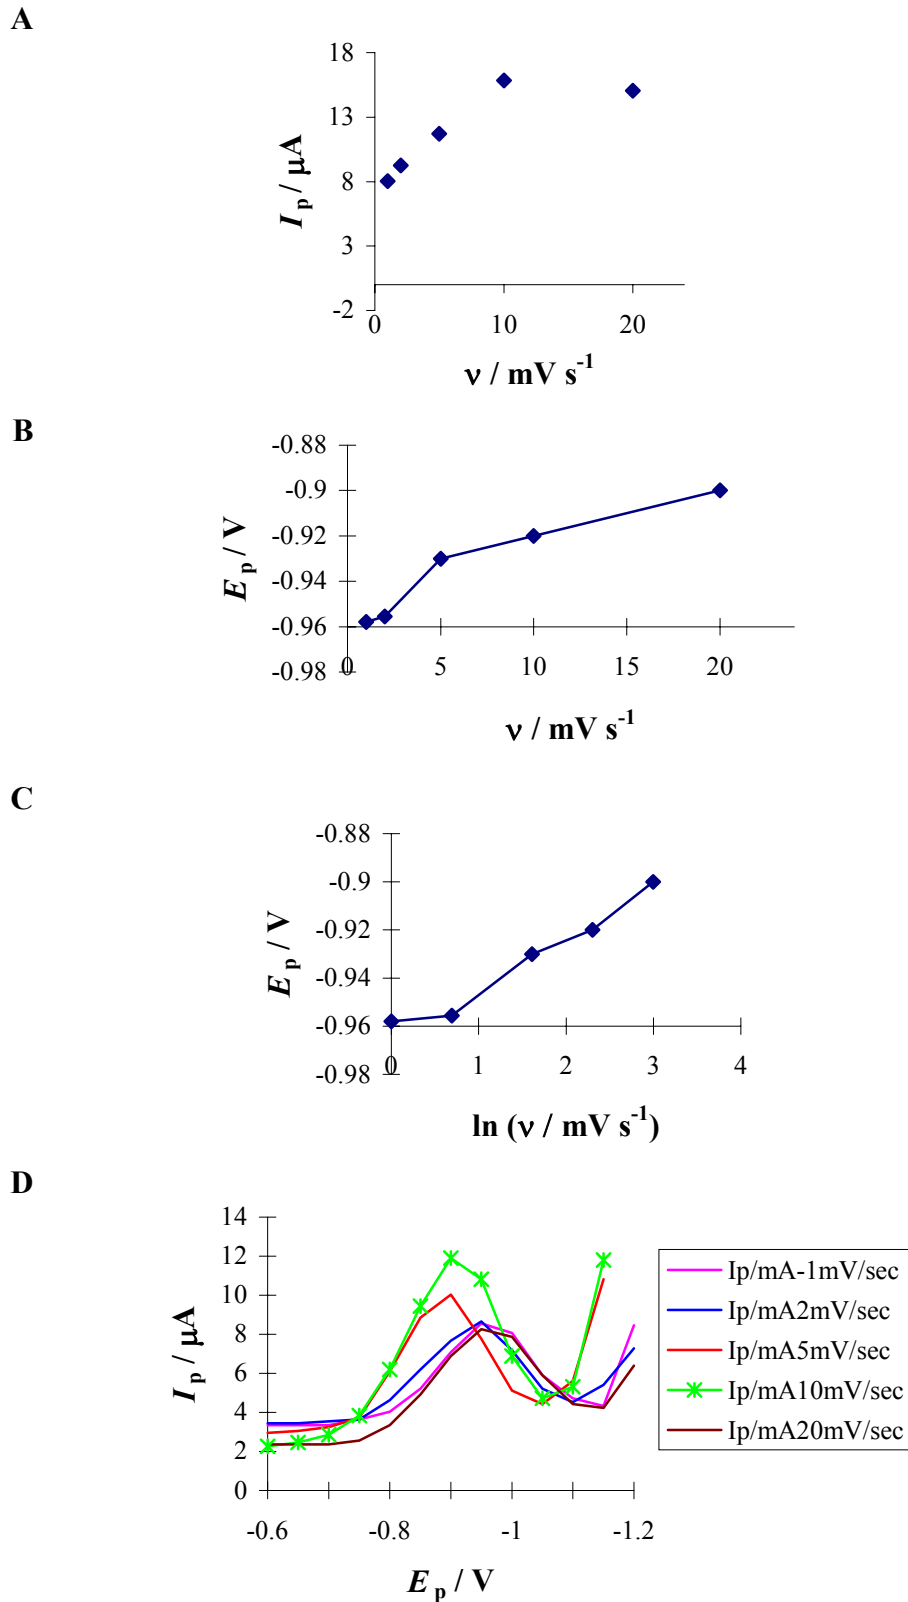 A
18
13
8
3
-2
I p / µA
0 10 20
ν / mV s-1
B
-0.88
-0.9
-0.92
-0.94
-0.96
-0.98
E p / V
0 5 10 15 20
ν / mV s-1
C
-0.88
-0.9
-0.92
-0.94
-0.96
-0.98
E p / V
0 1 2 3 4
ln (ν / mV s-1)
D
14
12
10
8
6
4
2
0
I p / µA
-0.6 -0.8 -1 -1.2
E p / V
Ip/mA-1mV/sec
Ip/mA2mV/sec
Ip/mA5mV/sec
Ip/mA10mV/sec
Ip/mA20mV/sec